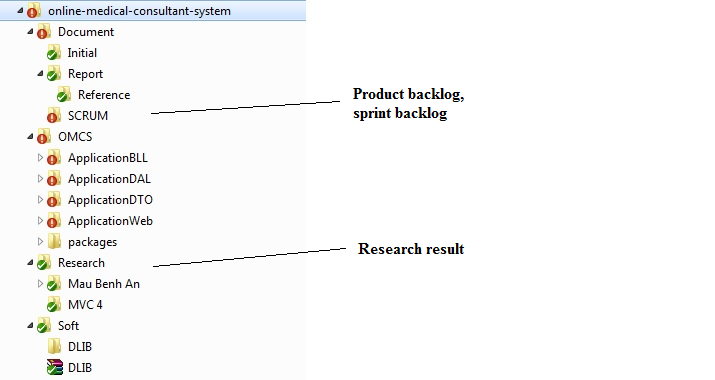 online-medical-consultant-system
Document
Initial
Report
Reference
SCRUM
Product backlog,
sprint backlog
OMCS
ApplicationBLL
ApplicationDAL
ApplicationDTO
ApplicationWeb
packages
Research
Research result
Mau Benh An
MVC 4
Soft
DLIB
DLIB